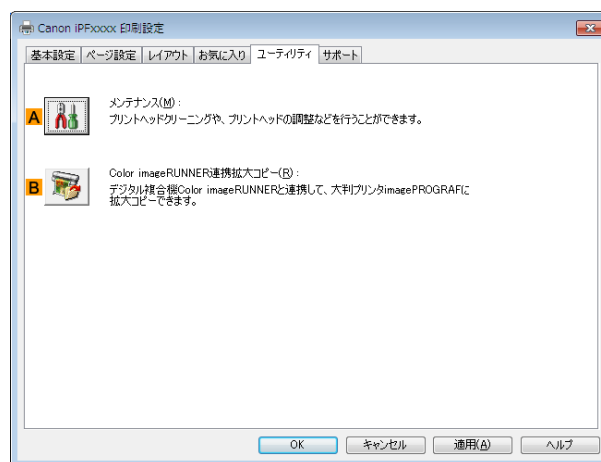 Canon iPFxxxx 印刷設定
基本設定 ページ設定 レイアウト お気に入り ユーティリティ サポート
A
メンテナンス(M) :
プリントヘッドクリーニングや、プリントヘッドの調整などを行うことができます。
B
Color imageRUNNER連携拡大コピー(R) :
デジタル複合機Color imageRUNNERと連携して、大判プリンタimagePROGRAFに
拡大コピーできます。
OK キャンセル 適用(A) ヘルプ